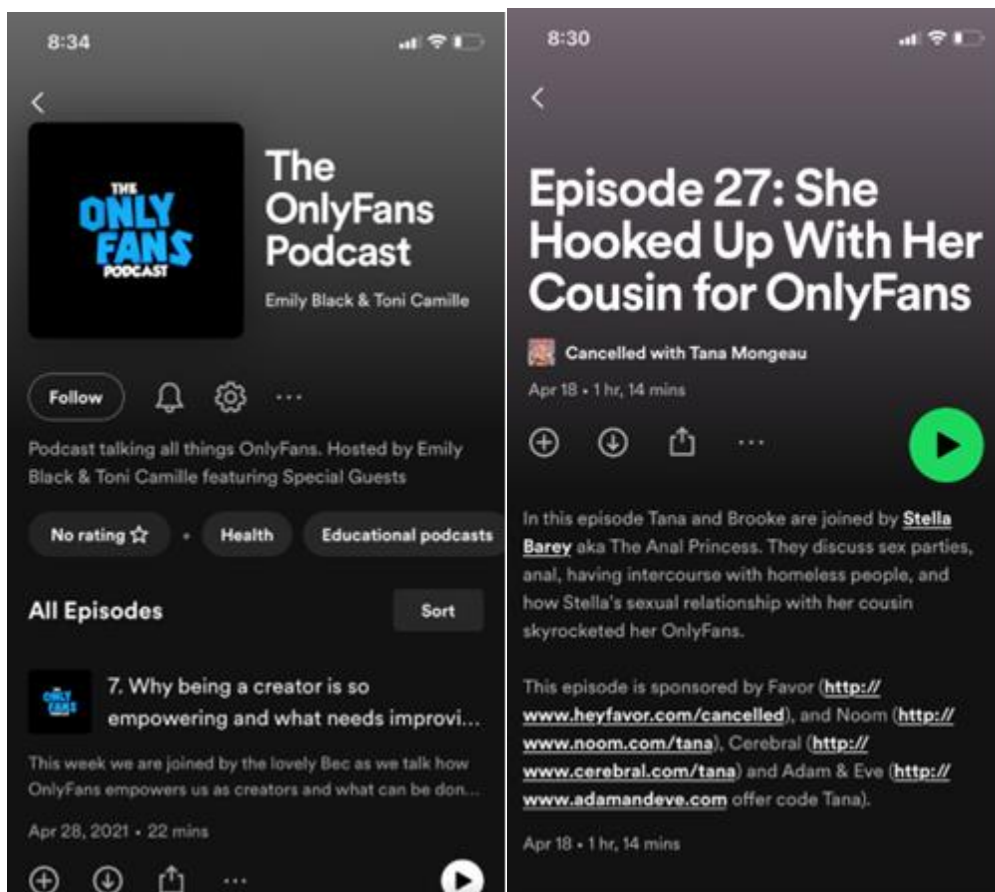 8:34
THE
ONLY
FANS
PODCAST
The
OnlyFans
Podcast
Emily Black & Toni Camille
Follow
Podcast talking all things OnlyFans. Hosted by Emily
Black & Toni Camille featuring Special Guests
No rating
Health
Educational podcasts
All Episodes
Sort
THE
ONLY
FANS
PODCAST
7. Why being a creator is so
empowering and what needs improvi...
This week we are joined by the lovely Bec as we talk how
OnlyFans empowers us as creators and what can be don...
Apr 28, 2021 • 22 mins
8:30
Episode 27: She
Hooked Up With Her
Cousin for OnlyFans
Cancelled with Tana Mongeau
Apr 18 • 1 hr, 14 mins
In this episode Tana and Brooke are joined by Stella
Barey aka The Anal Princess. They discuss sex parties,
anal, having intercourse with homeless people, and
how Stella's sexual relationship with her cousin
skyrocketed her OnlyFans.
This episode is sponsored by Favor (http://
www.heyfavor.com/cancelled), and Noom (http://
www.noom.com/tana), Cerebral (http://
www.cerebral.com/tana) and Adam & Eve (http://
www.adamandeve.com offer code Tana).
Apr 18 • 1 hr, 14 mins